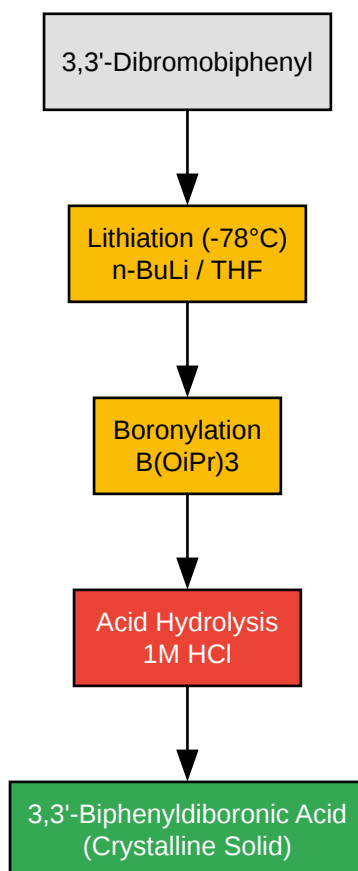 3,3'-Dibromobiphenyl
Lithiation (-78°C)
n-BuLi / THF
Boronylation
B(OiPr)3
Acid Hydrolysis
1M HCl
3,3'-Biphenyldiboronic Acid
(Crystalline Solid)